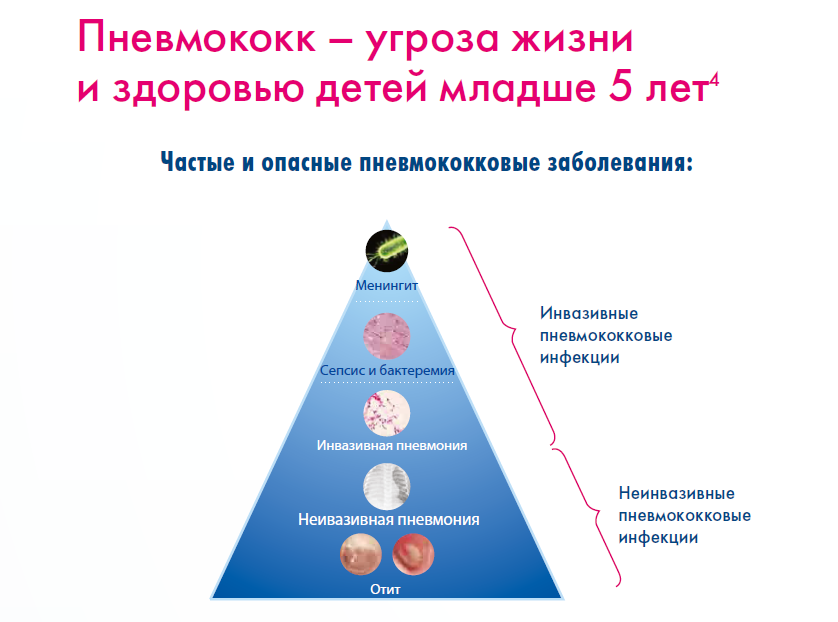 Пневмококк – угроза жизни
и здоровью детей младше 5 лет⁴
Частые и опасные пневмококковые заболевания:
Менингит
Сепсис и бактеремия
Инвазивная пневмония
Неивазивная пневмония
Отит
Инвазивные
пневмококковые
инфекции
Неинвазивные
пневмококковые
инфекции